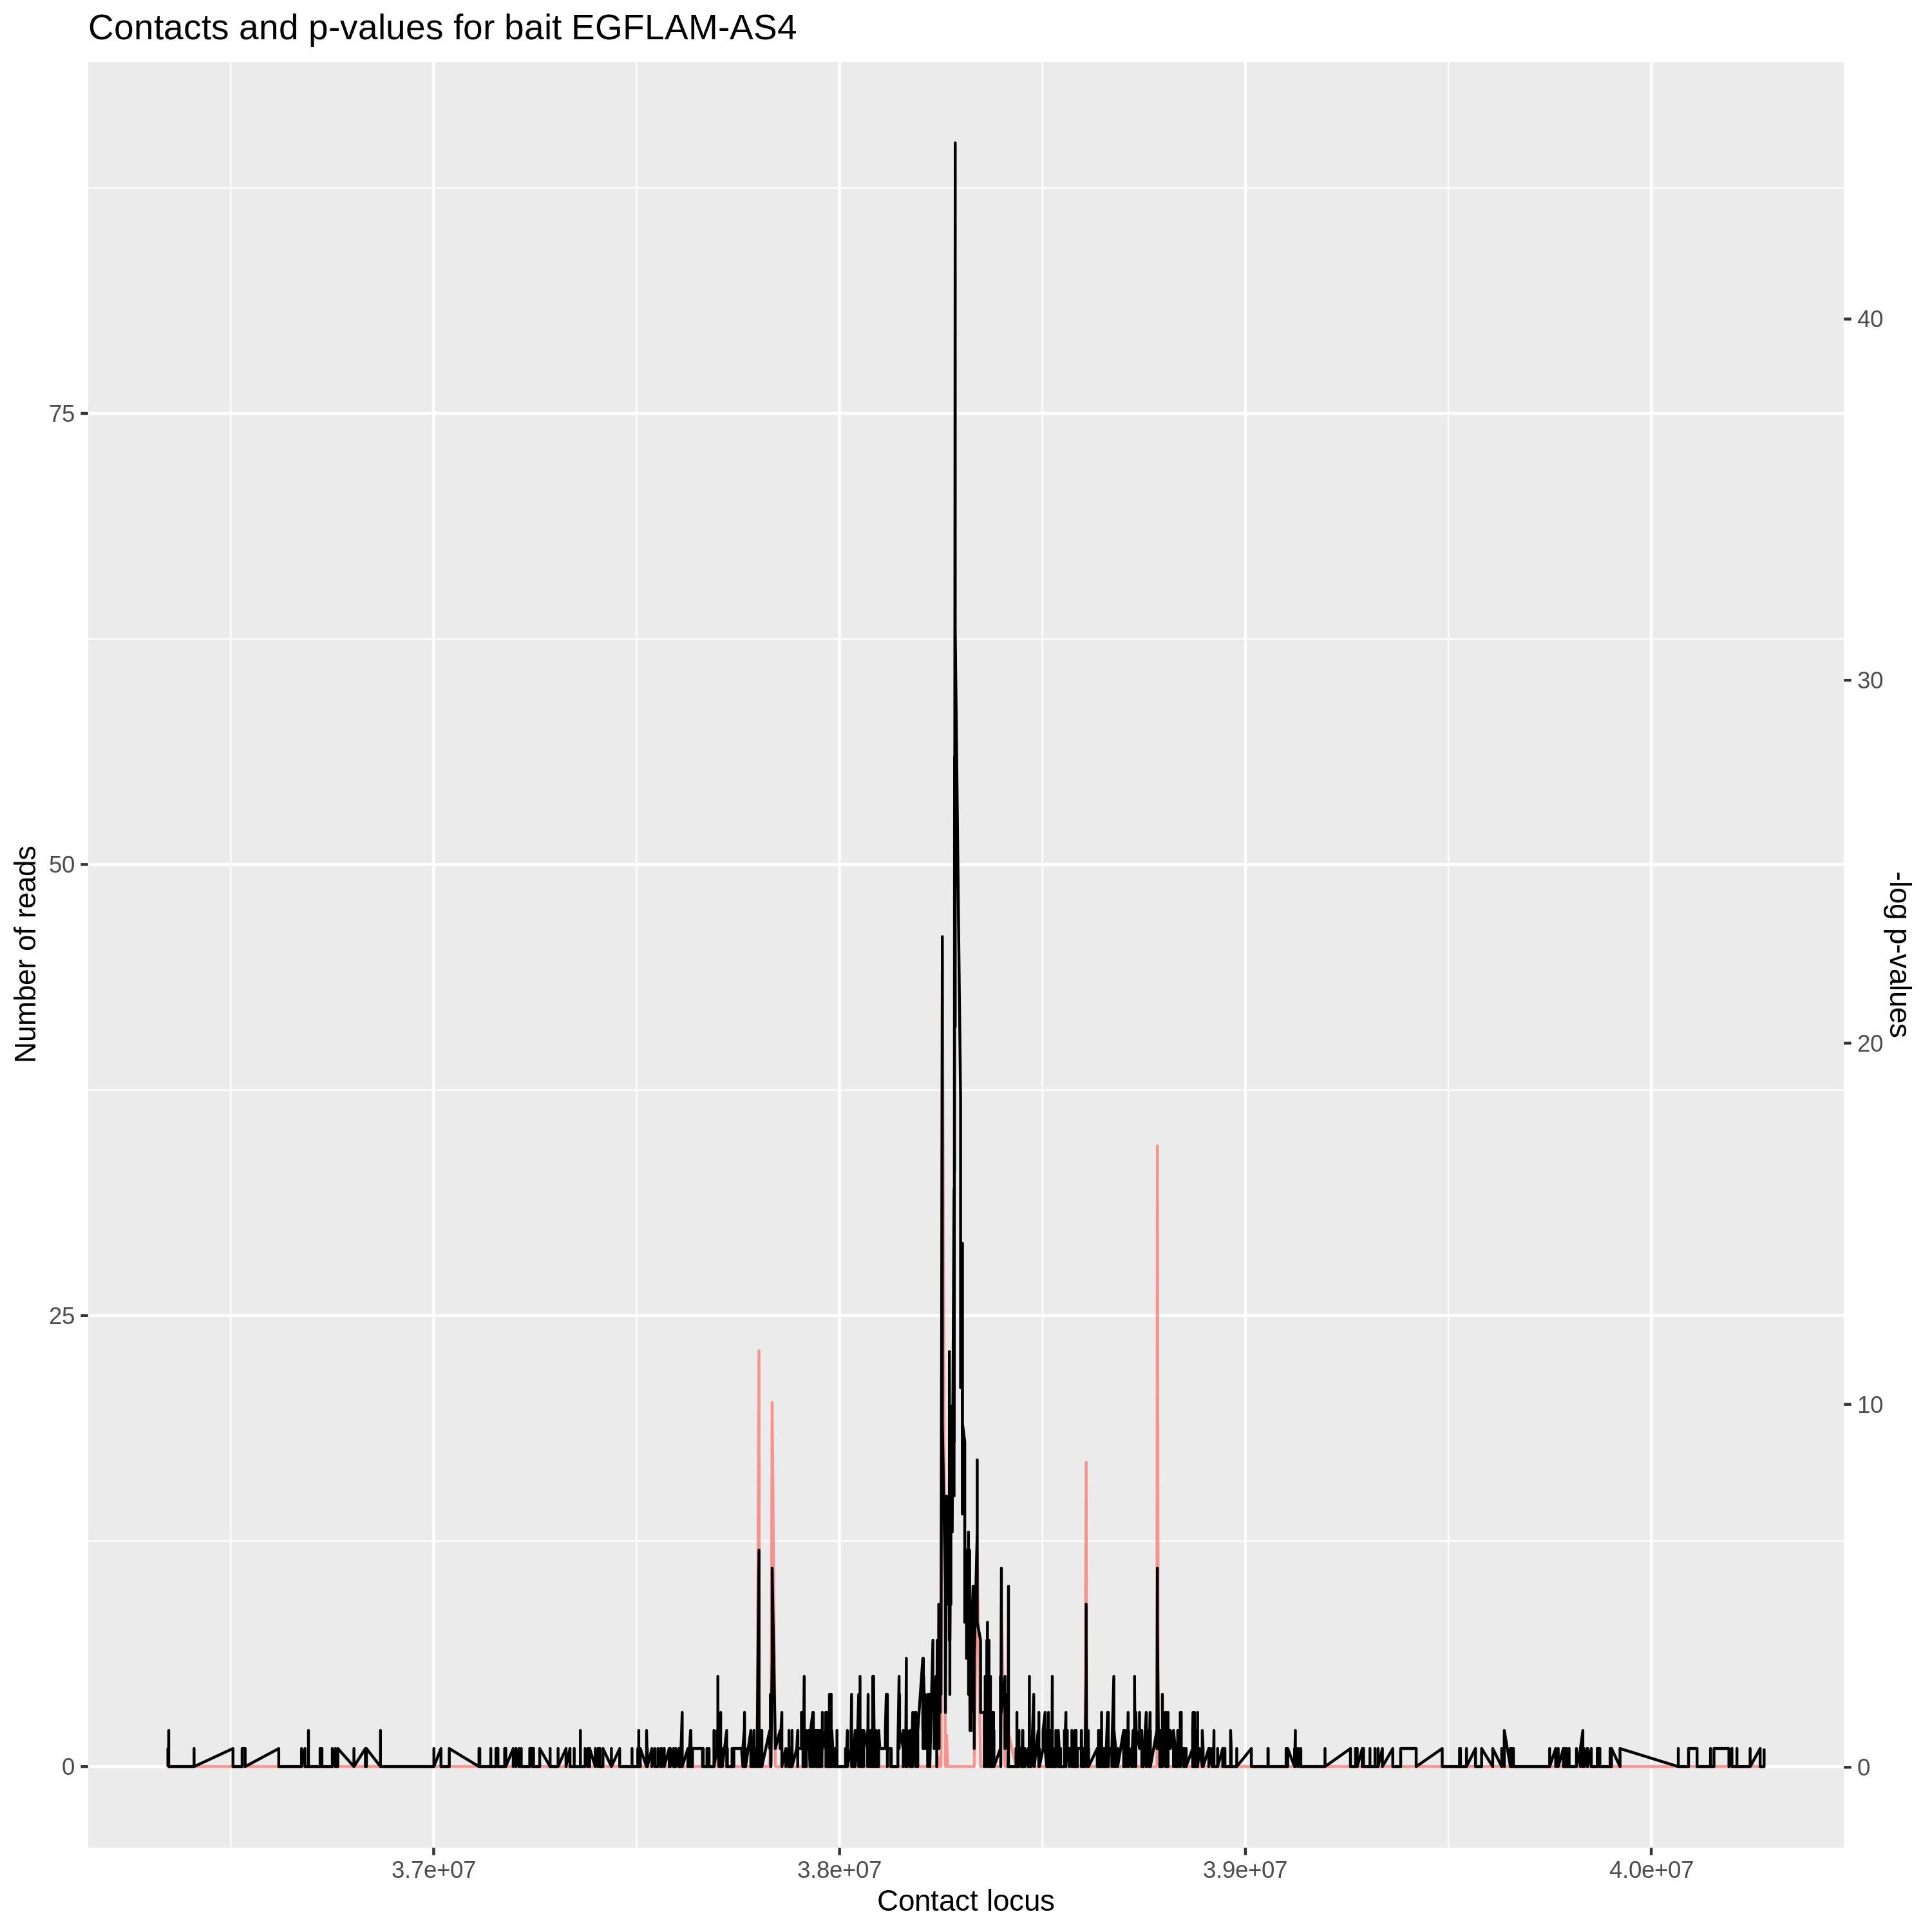 Contacts and p-values for bait EGFLAM-AS4
75
50
25
0
Number of reads
40
30
20
10
0
-log p-values
3.7e+07 3.8e+07 3.9e+07 4.0e+07
Contact locus